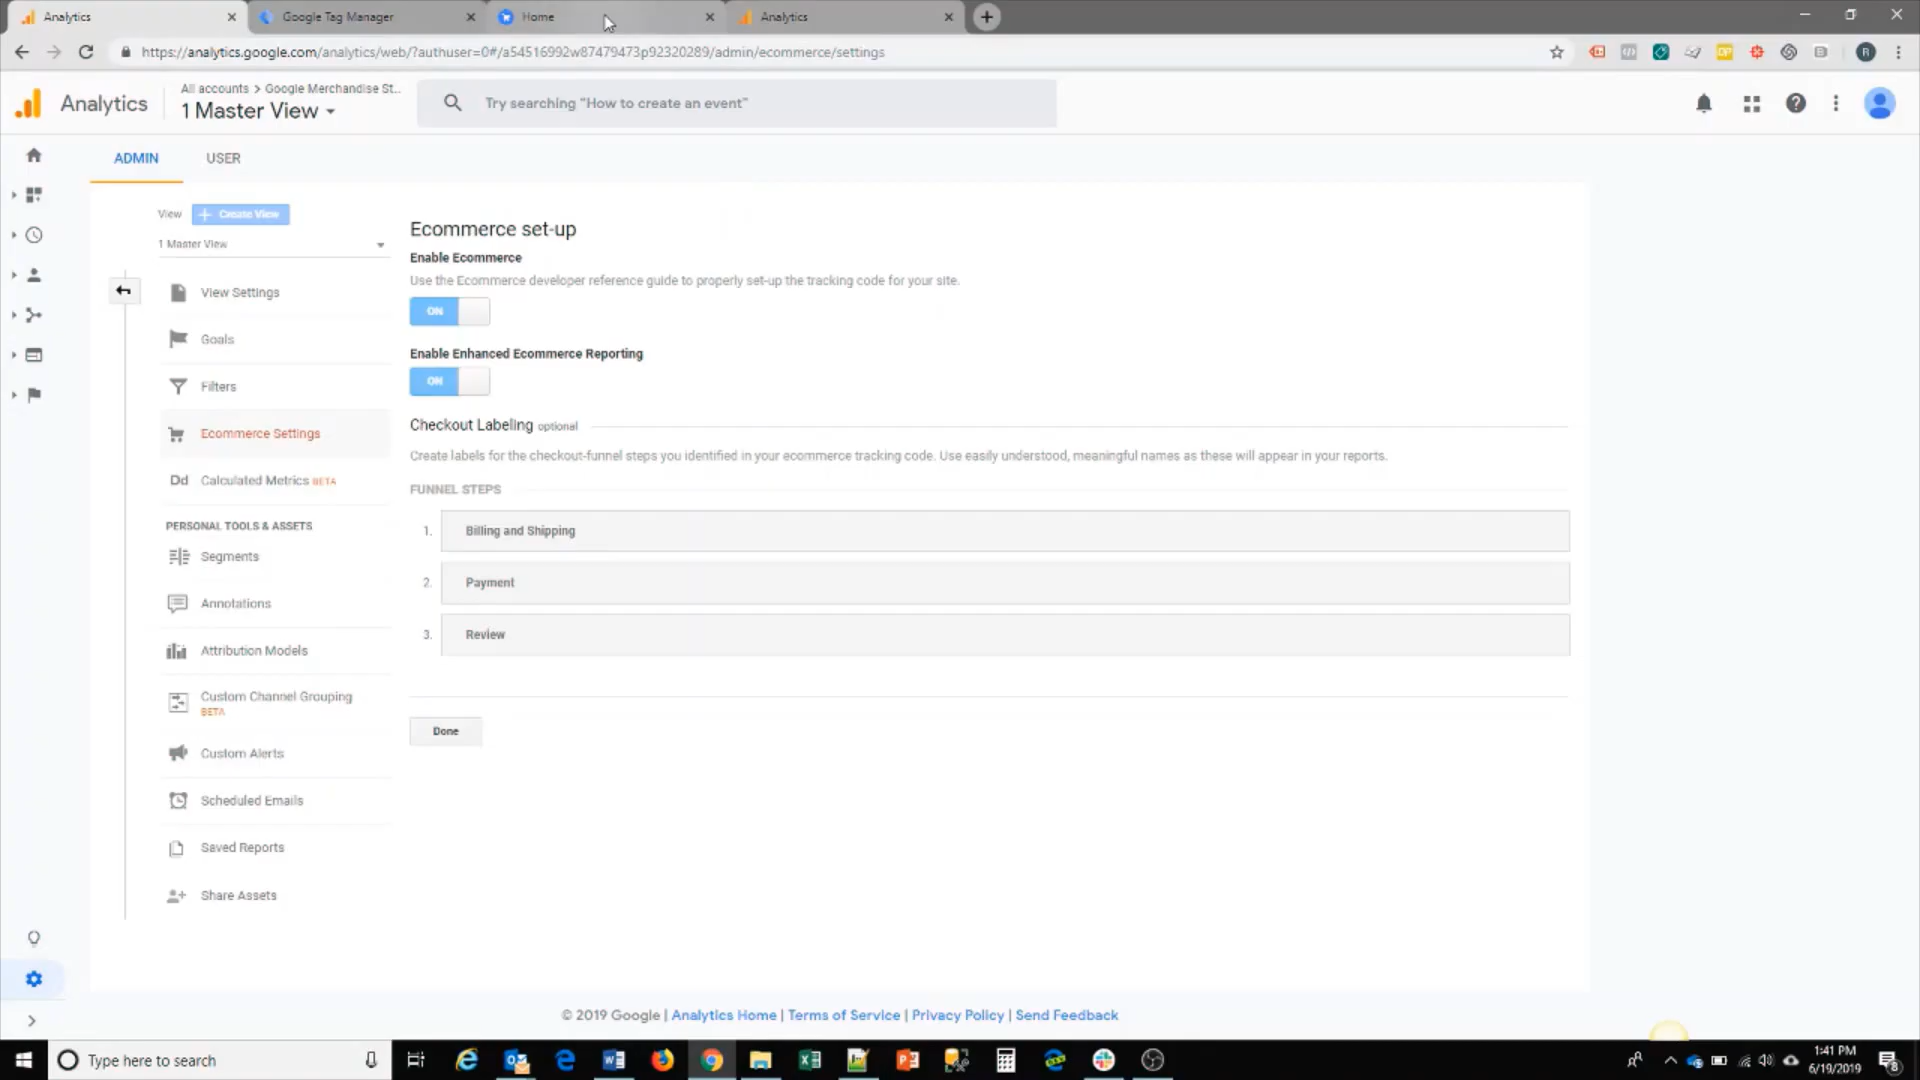 Analytics
Google Tag Manager
Home
Analytics
https://analytics.google.com/analytics/web/?authuser=0#/a54516992w87479473p92320289/admin/ecommerce/settings
R
Analytics
All accounts > Google Merchandise St...
1 Master View
Try searching "How to create an event"
ADMIN
USER
View
+ Create View
1 Master View
View Settings
Goals
Filters
Ecommerce Settings
Dd Calculated Metrics BETA
PERSONAL TOOLS & ASSETS
Segments
Annotations
Attribution Models
Custom Channel Grouping
BETA
Custom Alerts
Scheduled Emails
Saved Reports
Share Assets
Ecommerce set-up
Enable Ecommerce
Use the Ecommerce developer reference guide to properly set-up the tracking code for your site.
ON
Enable Enhanced Ecommerce Reporting
ON
Checkout Labeling optional
Create labels for the checkout-funnel steps you identified in your ecommerce tracking code. Use easily understood, meaningful names as these will appear in your reports.
FUNNEL STEPS
1. Billing and Shipping
2. Payment
3. Review
Done
© 2019 Google | Analytics Home | Terms of Service | Privacy Policy | Send Feedback
Type here to search
1:41 PM
6/19/2019
8